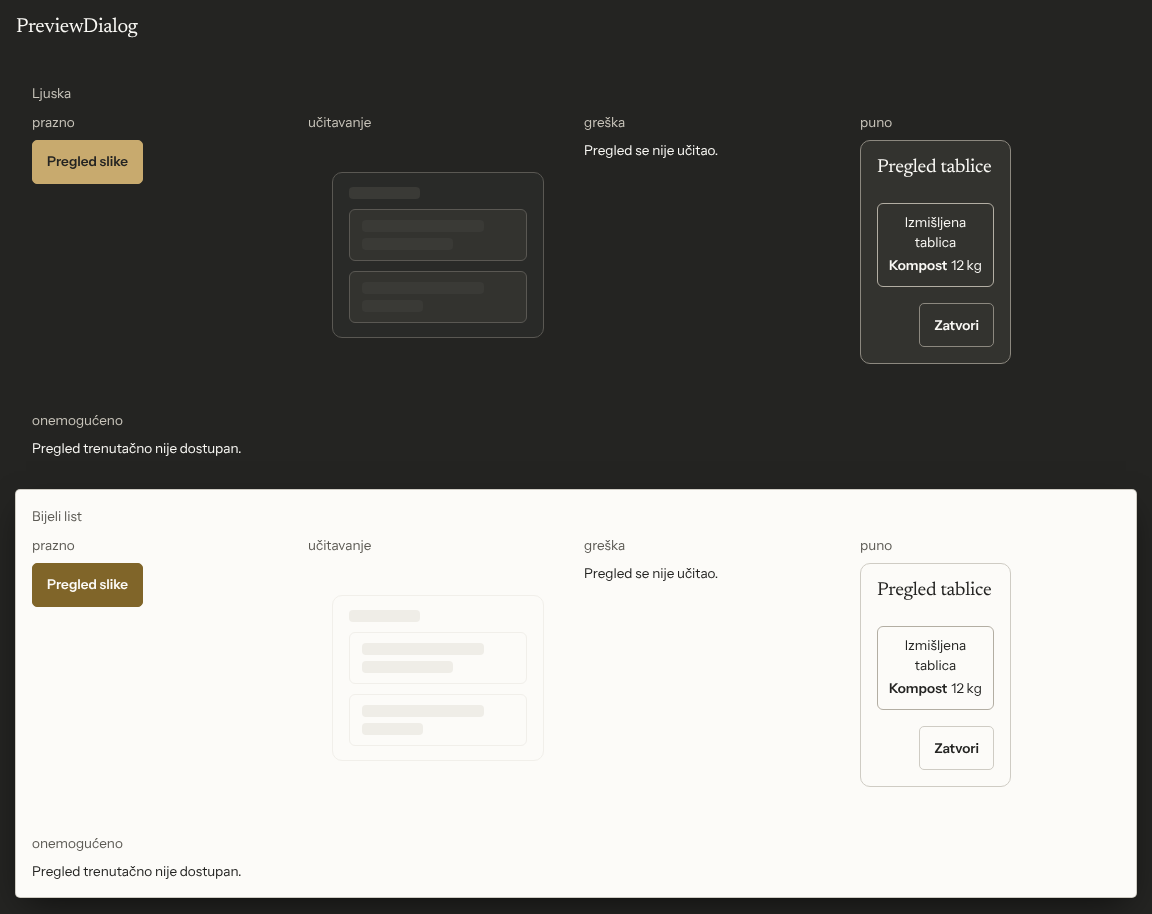 PreviewDialog
Ljuska
prazno
Pregled slike
učitavanje
greška
Pregled se nije učitao.
puno
Pregled tablice
Izmišljena
tablica
Kompost 12 kg
Zatvori
onemogućeno
Pregled trenutačno nije dostupan.
Bijeli list
prazno
Pregled slike
učitavanje
greška
Pregled se nije učitao.
puno
Pregled tablice
Izmišljena
tablica
Kompost 12 kg
Zatvori
onemogućeno
Pregled trenutačno nije dostupan.